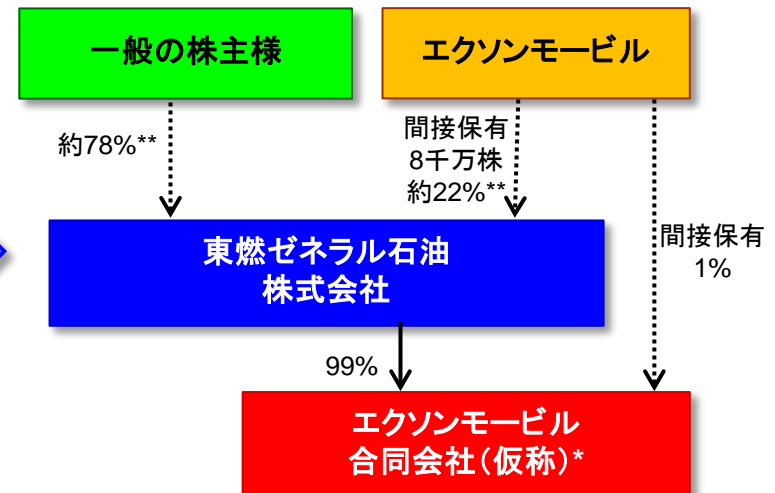 一般の株主様
エクソンモービル
約78%**
間接保有
8千万株
約22%**
間接保有
1%
東燃ゼネラル石油
株式会社
99%
エクソンモービル
合同会社（仮称）*